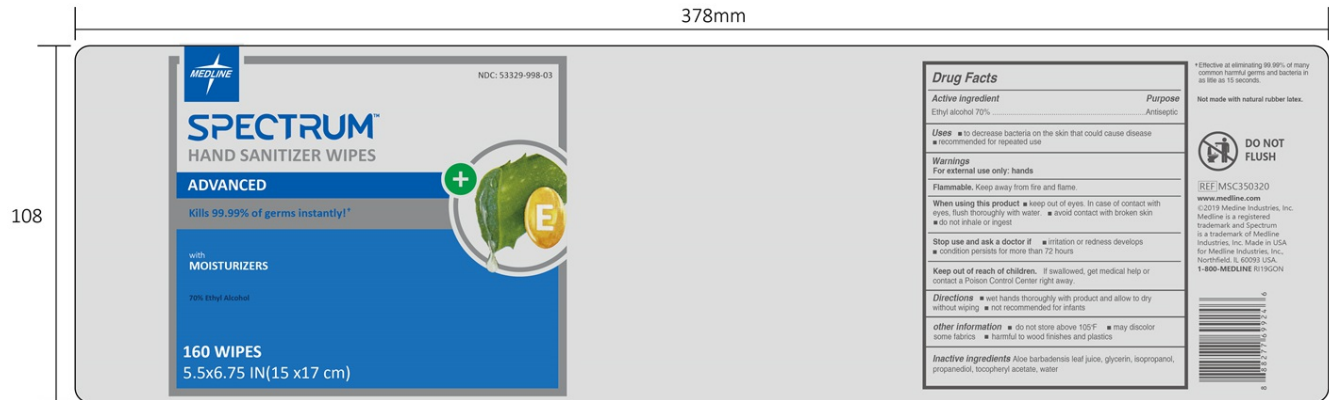 378mm
108
MEDLINE
NDC: 53329-998-03
SPECTRUM™
HAND SANITIZER WIPES
ADVANCED
Kills 99.99% of germs instantly!†
E
with
MOISTURIZERS
70% Ethyl Alcohol
160 WIPES
5.5x6.75 IN(15 x17 cm)
Drug Facts
Active ingredient Purpose
Ethyl alcohol 70% ........ Antiseptic
Uses ■ to decrease bacteria on the skin that could cause disease
■ recommended for repeated use
Warnings
For external use only: hands
Flammable. Keep away from fire and flame.
When using this product ■ keep out of eyes. In case of contact with
eyes, flush thoroughly with water. ■ avoid contact with broken skin
■ do not inhale or ingest
Stop use and ask a doctor if ■ irritation or redness develops
■ condition persists for more than 72 hours
Keep out of reach of children. If swallowed, get medical help or
contact a Poison Control Center right away.
Directions ■ wet hands thoroughly with product and allow to dry
without wiping ■ not recommended for infants
other information ■ do not store above 105°F ■ may discolor
some fabrics ■ harmful to wood finishes and plastics
Inactive ingredients Aloe barbadensis leaf juice, glycerin, isopropanol,
propanediol, tocopheryl acetate, water
†Effective at eliminating 99.99% of many
common harmful germs and bacteria in
as litle as 15 seconds.
Not made with natural rubber latex.
DO NOT
FLUSH
REF MSC350320
www.medline.com
©2019 Medine Industries, Inc.
Medline is a registered
trademark and Spectrum
is a trademark of Medline
Industries, Inc. Made in USA
for Medline Industries, Inc.,
Northfield. IL 60093 USA.
1-800-MEDLINE RI19GON
8 88277 69924 6